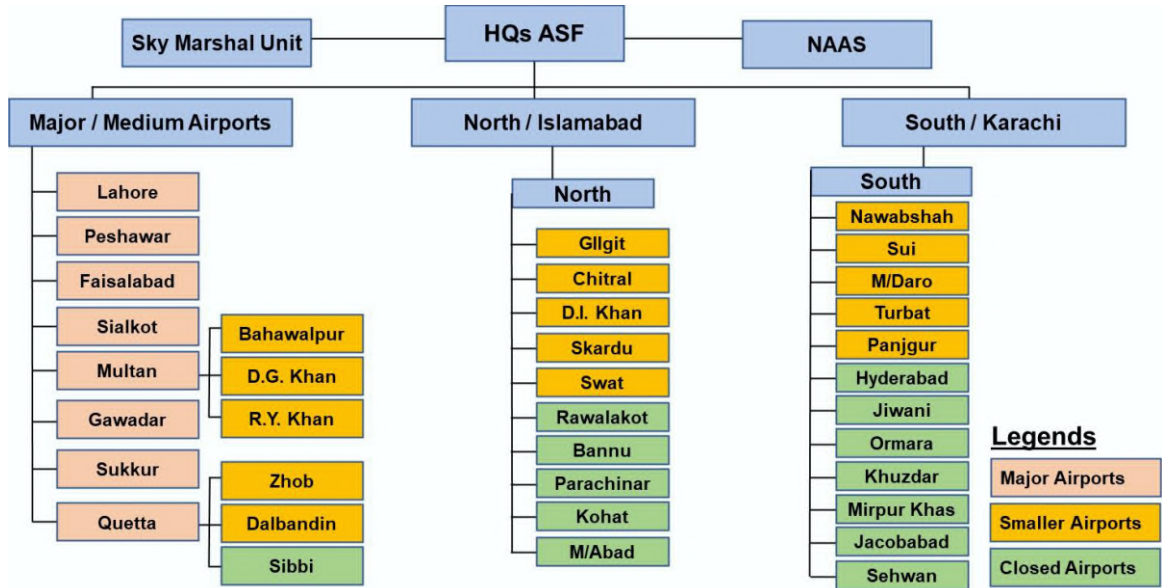 HQs ASF
Sky Marshal Unit
NAAS
Major / Medium Airports
North / Islamabad
South / Karachi
Lahore
Peshawar
Faisalabad
Sialkot
Multan
Gawadar
Sukkur
Quetta
Bahawalpur
D.G. Khan
R.Y. Khan
Zhob
Dalbandin
Sibbi
North
GIlgit
Chitral
D.I. Khan
Skardu
Swat
Rawalakot
Bannu
Parachinar
Kohat
M/Abad
South
Nawabshah
Sui
M/Daro
Turbat
Panjgur
Hyderabad
Jiwani
Ormara
Khuzdar
Mirpur Khas
Jacobabad
Sehwan
Legends
Major Airports
Smaller Airports
Closed Airports